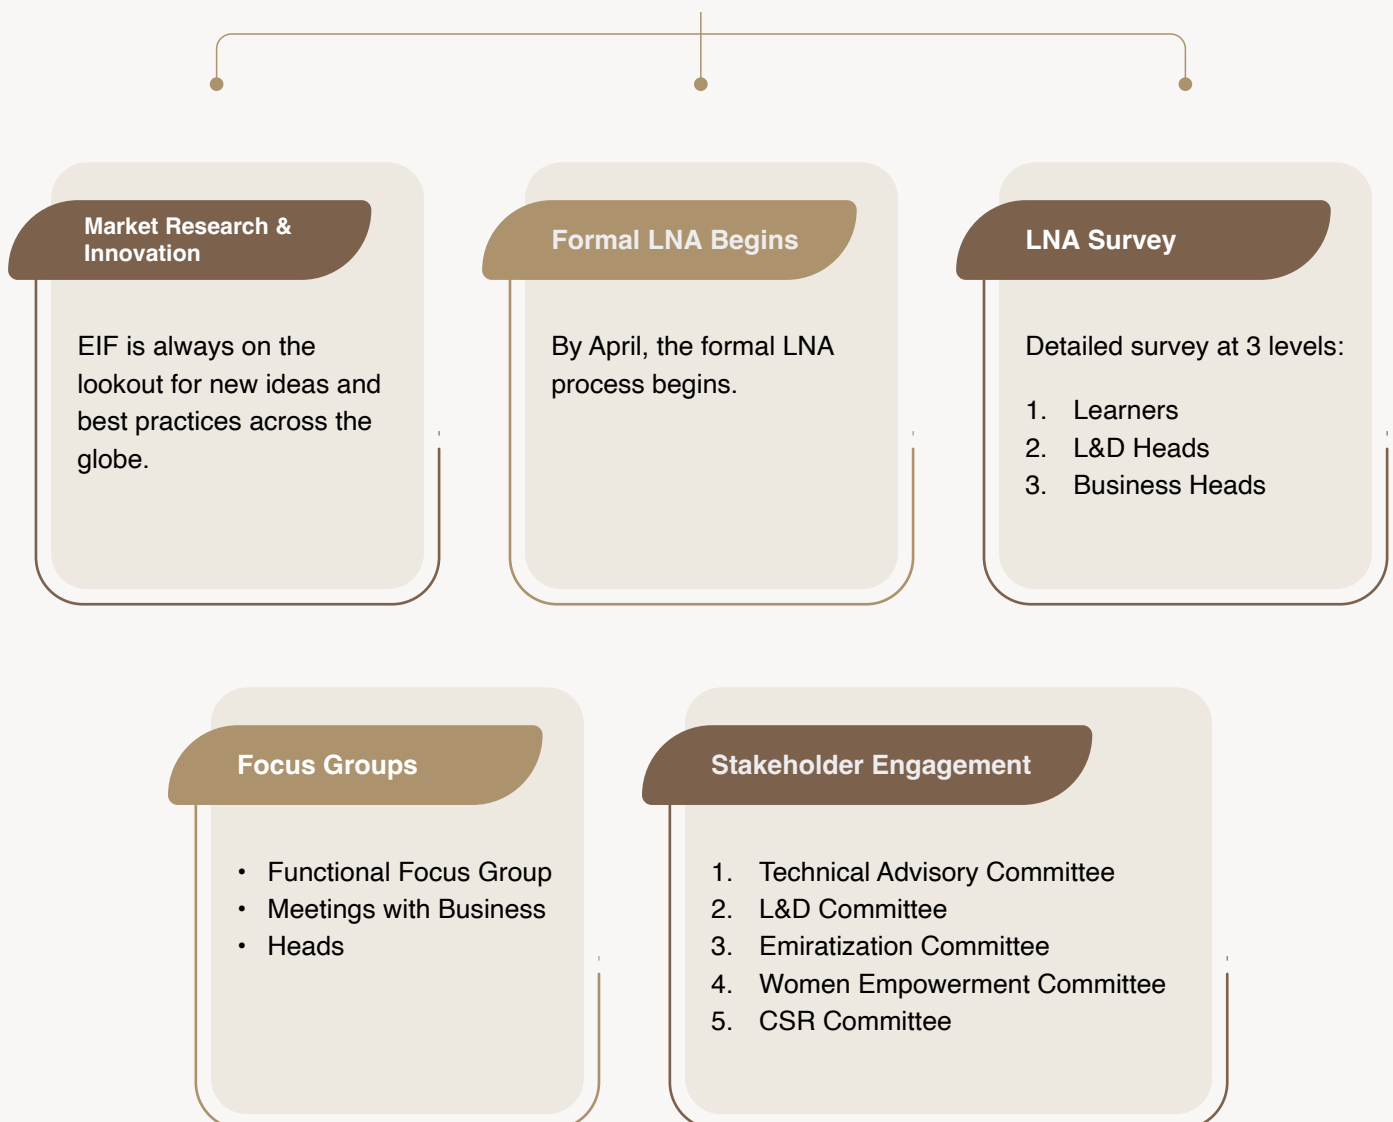 Market Research &
Innovation
EIF is always on the
lookout for new ideas and
best practices across the
globe.
Formal LNA Begins
By April, the formal LNA
process begins.
LNA Survey
Detailed survey at 3 levels:
1. Learners
2. L&D Heads
3. Business Heads
Focus Groups
• Functional Focus Group
• Meetings with Business
• Heads
Stakeholder Engagement
1. Technical Advisory Committee
2. L&D Committee
3. Emiratization Committee
4. Women Empowerment Committee
5. CSR Committee